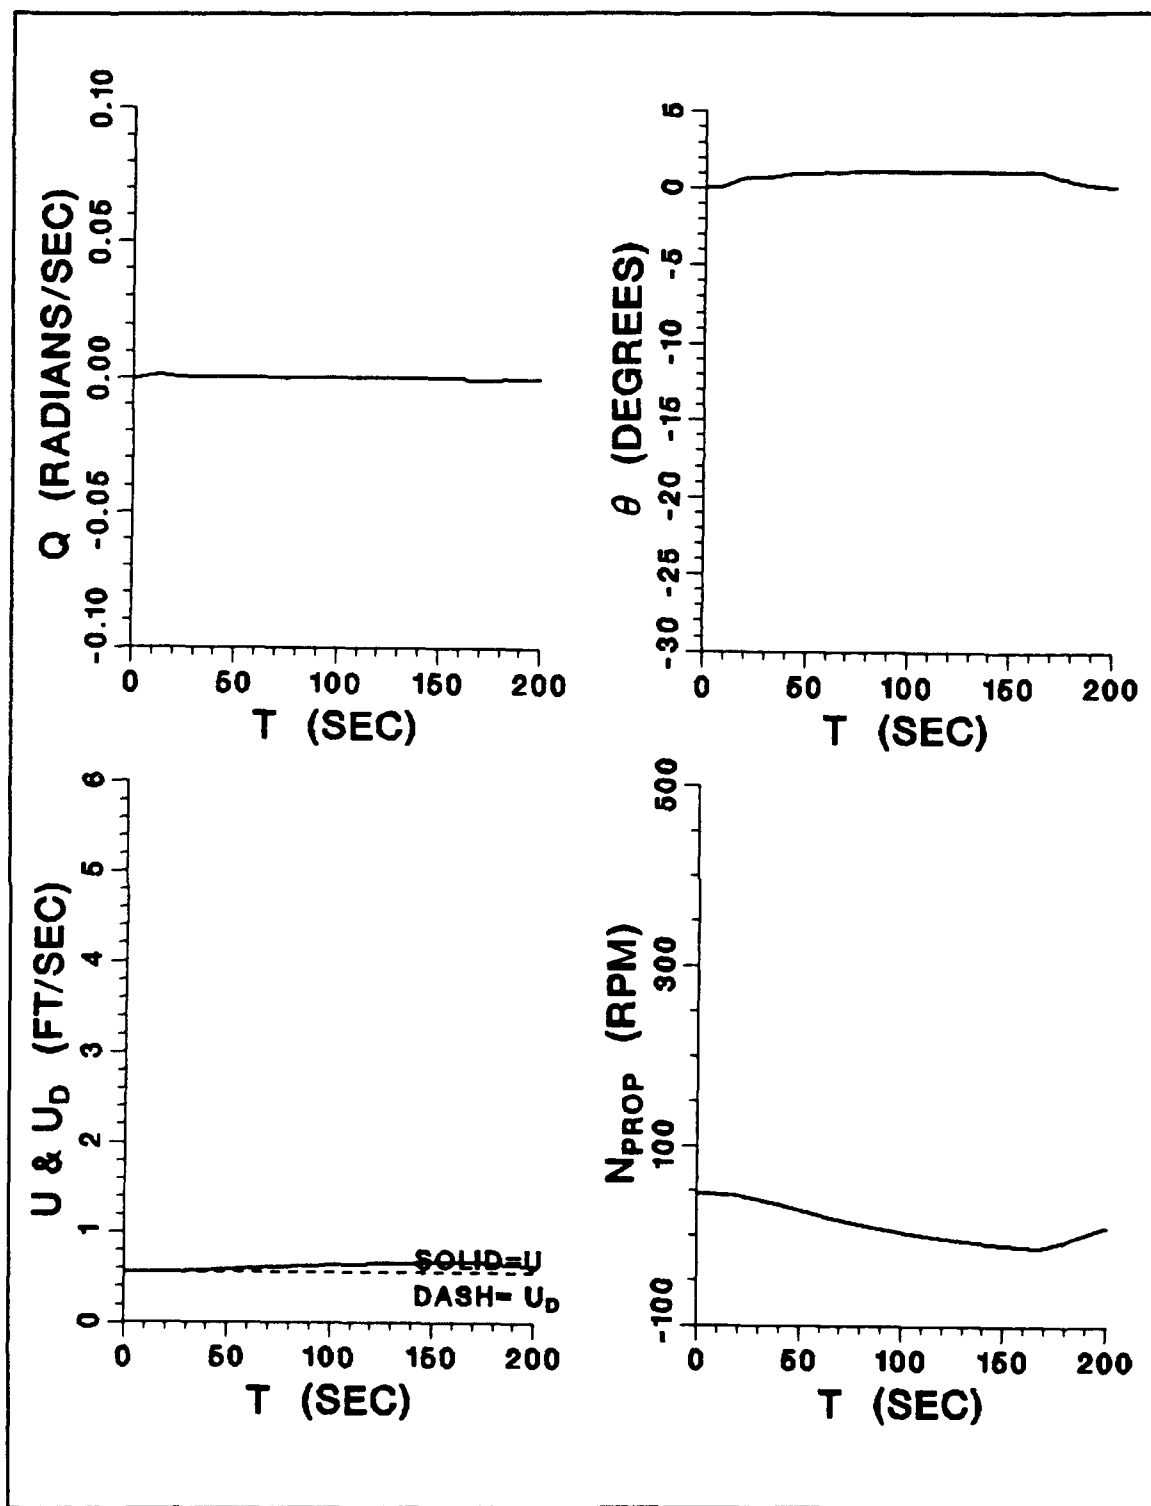 Q (RADIANS/SEC)
0.10
0.05
0.00
-0.05
-0.10
0 50 100 150 200
T (SEC)
θ (DEGREES)
5
0
-5
-10
-15
-20
-25
-30
0 50 100 150 200
T (SEC)
U & UD (FT/SEC)
6
5
4
3
2
1
0
SOLID=U
DASH= UD
0 50 100 150 200
T (SEC)
NPROP (RPM)
500
300
100
-100
0 50 100 150 200
T (SEC)